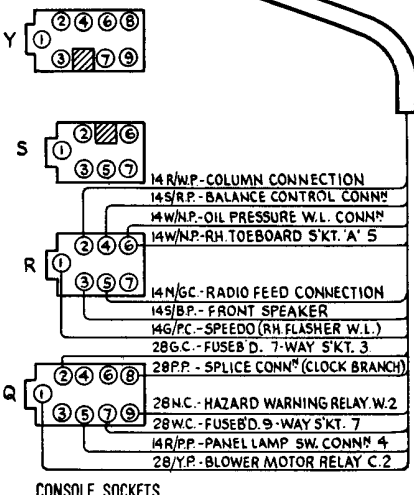 Y
2 4 6 8
1
3 7 9
S
2 6
1
3 5 7
14R/W.P.-COLUMN CONNECTION
14S/R.P.- BALANCE CONTROL CONNN
14W/N.P.-OIL PRESSURE W.L. CONNN
14W/N.P.-RH.TOEBOARD S'KT. 'A' 5
R
2 4 6
1
3 5 7
14N/G.C.-RADIO FEED CONNECTION
14S/B.P.- FRONT SPEAKER
14G/P.C.-SPEEDO (RH.FLASHER W.L.)
28G.C.-FUSEB'D. 7-WAY S'KT. 3
28P.P. - SPLICE CONNN (CLOCK BRANCH)
Q
2 4 6 8
1
3 5 7 9
28N.C.-HAZARD WARNING RELAY.W.2
28W.C.-FUSEB'D.9-WAY S'KT. 7
14R/P.P.-PANEL LAMP SW. CONNN 4
28/Y.P.-BLOWER MOTOR RELAY C.2
CONSOLE SOCKETS